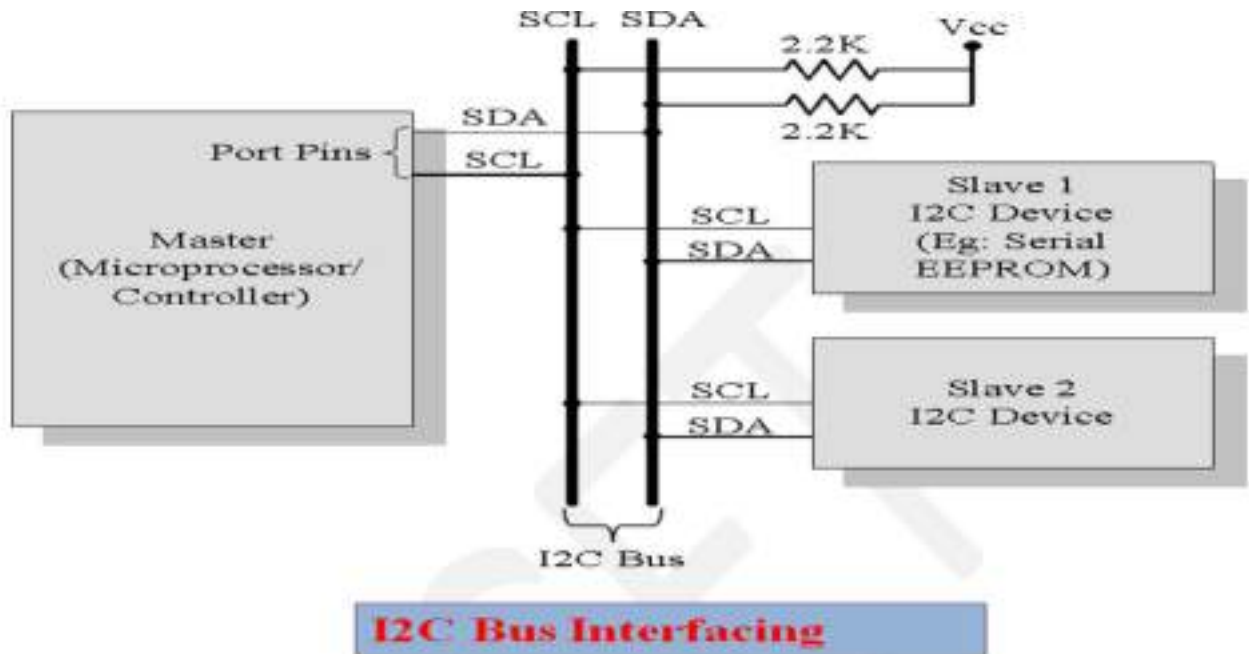 SCL SDA
Vcc
2.2K
2.2K
SDA
SCL
Port Pins
Master
(Microprocessor/
Controller)
SCL
SDA
Slave 1
I2C Device
(Eg: Serial
EEPROM)
SCL
SDA
Slave 2
I2C Device
I2C Bus
I2C Bus Interfacing